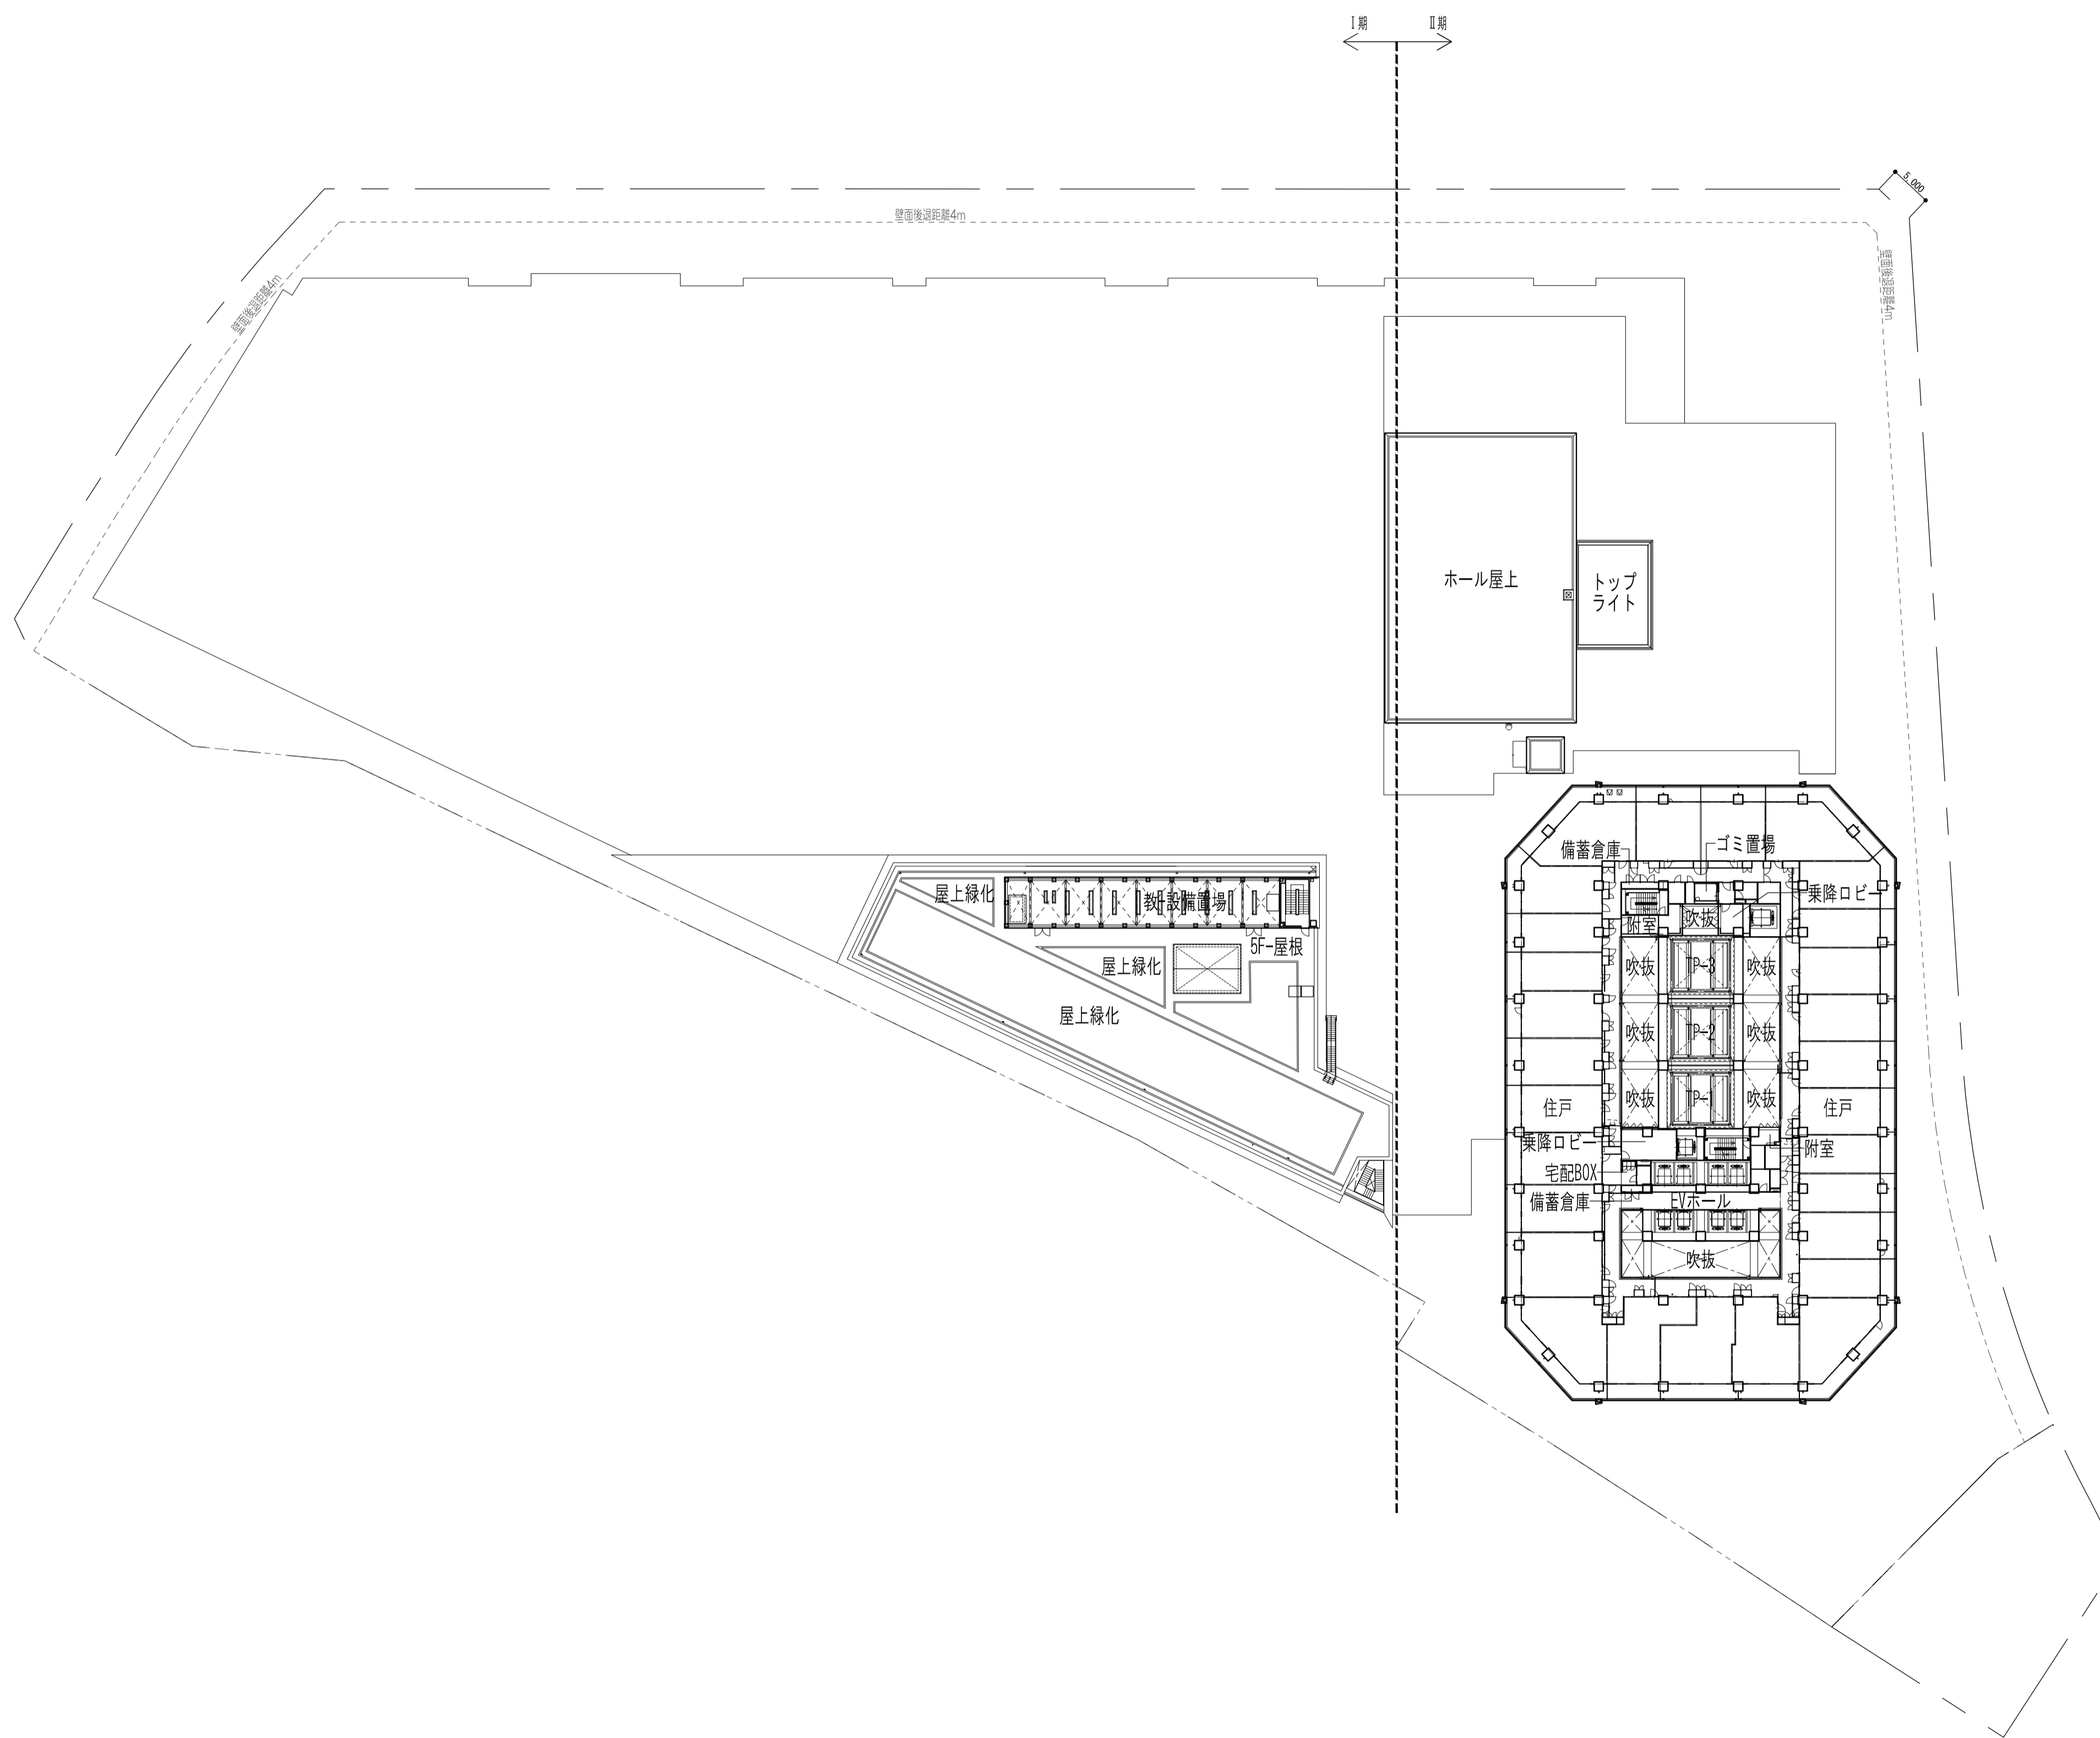 Ⅰ期
Ⅱ期
5,000
壁面後退距離4m
壁面後退距離4m
壁面後退距離4m
ホール屋上
トップ
ライト
備蓄倉庫
ゴミ置場
屋上緑化
教-設備置場
乗降ロビー
附室
吹抜
5F-屋根
屋上緑化
吹抜
TP-3
吹抜
屋上緑化
吹抜
TP-2
吹抜
吹抜
TP-1
吹抜
住戸
住戸
乗降ロビー
附室
宅配BOX
備蓄倉庫
EVホール
吹抜